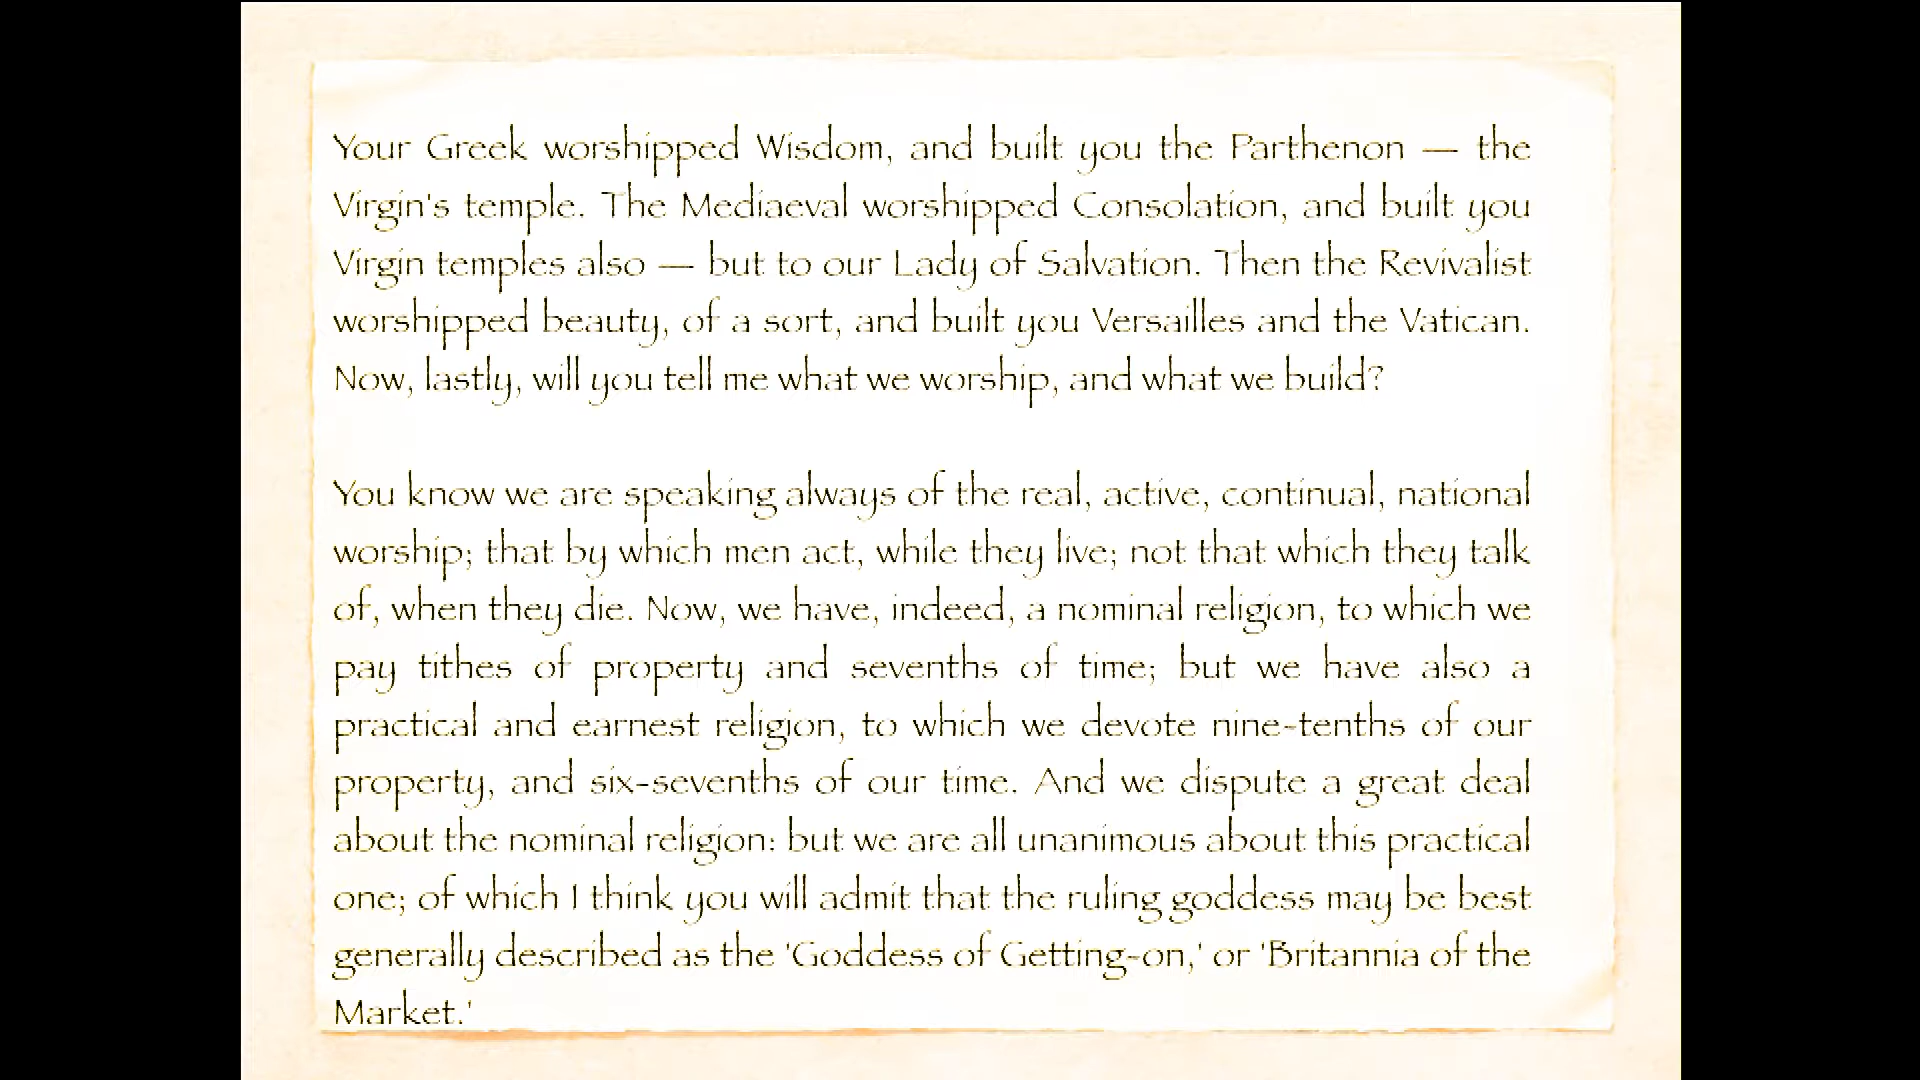 Your Greek worshipped Wisdom, and built you the Parthenon — the
Virgin's temple. The Mediaeval worshipped Consolation, and built you
Virgin temples also — but to our Lady of Salvation. Then the Revivalist
worshipped beauty, of a sort, and built you Versailles and the Vatican.
Now, lastly, will you tell me what we worship, and what we build?
You know we are speaking always of the real, active, continual, national
worship; that by which men act, while they live; not that which they talk
of, when they die. Now, we have, indeed, a nominal religion, to which we
pay tithes of property and sevenths of time; but we have also a
practical and earnest religion, to which we devote nine-tenths of our
property, and six-sevenths of our time. And we dispute a great deal
about the nominal religion: but we are all unanimous about this practical
one; of which I think you will admit that the ruling goddess may be best
generally described as the 'Goddess of Getting-on,' or 'Britannia of the
Market.'